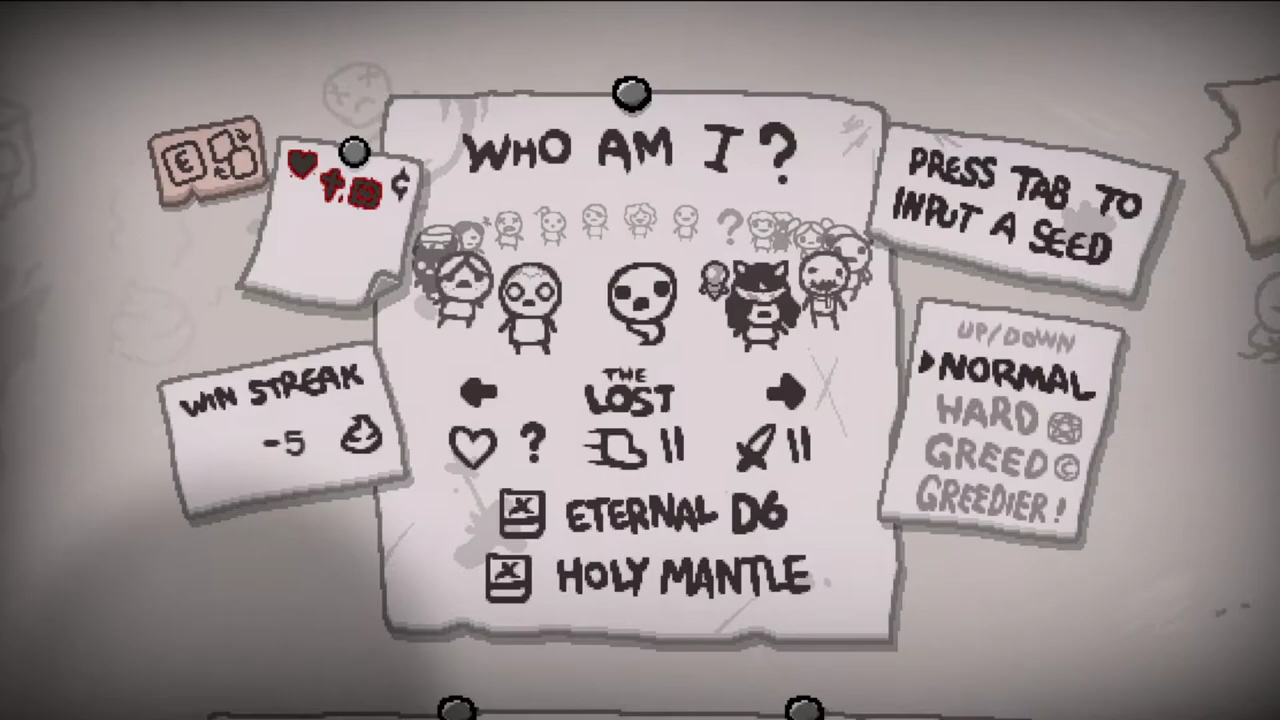 WHO AM I?
E
¢
PRESS TAB TO
INPUT A SEED
?
WIN STREAK
-5
THE
LOST
?
ETERNAL D6
HOLY MANTLE
UP/DOWN
NORMAL
HARD
GREED
GREEDIER!